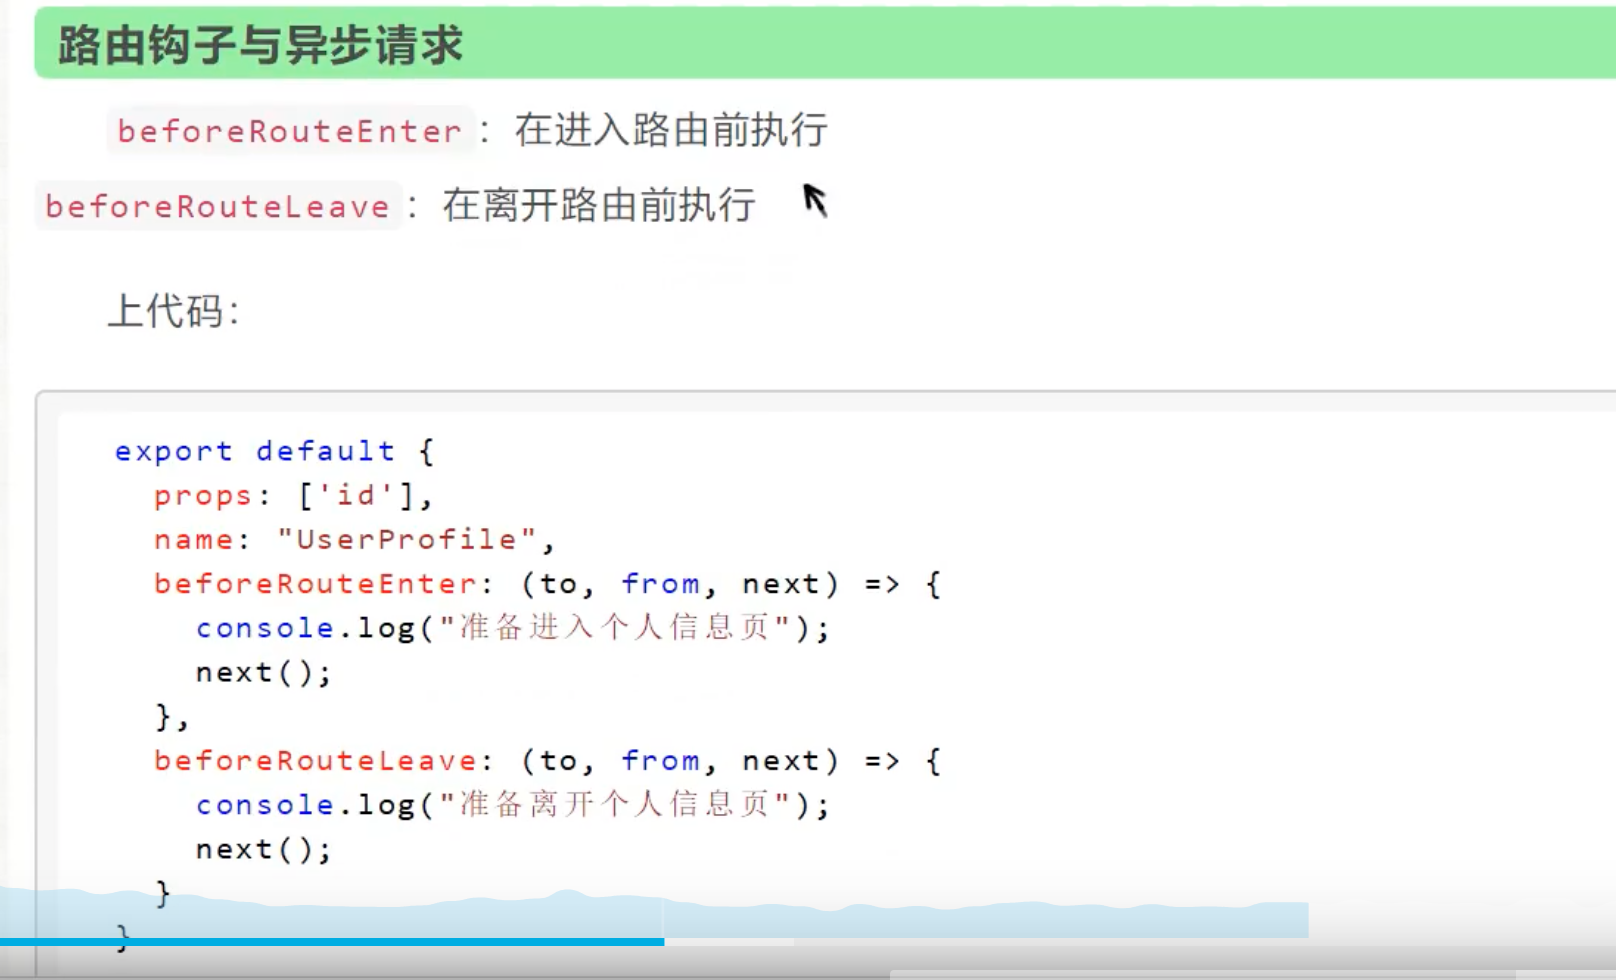 路由钩子与异步请求
beforeRouteEnter：在进入路由前执行
beforeRouteLeave：在离开路由前执行
上代码：
export default {
  props: ['id'],
  name: "UserProfile",
  beforeRouteEnter: (to, from, next) => {
    console.log("准备进入个人信息页");
    next();
  },
  beforeRouteLeave: (to, from, next) => {
    console.log("准备离开个人信息页");
    next();
  }
}